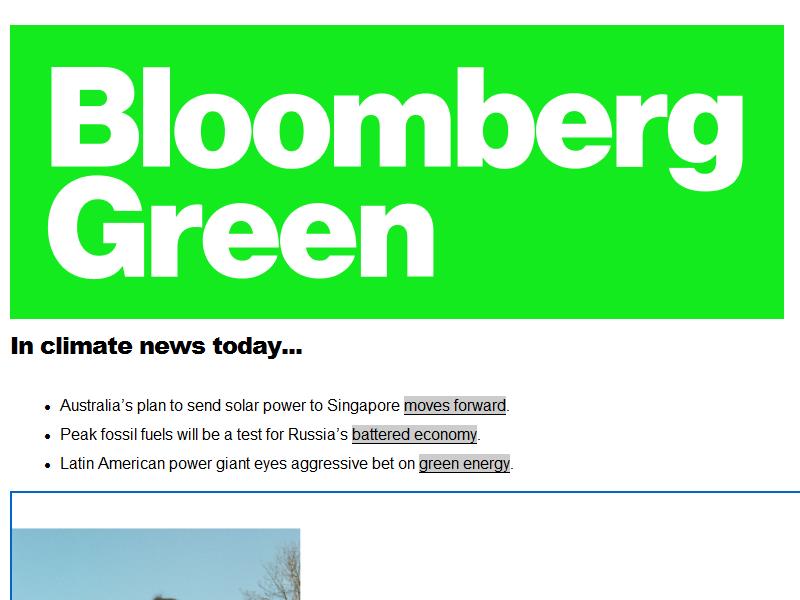 Bloomberg
Green
In climate news today...
• Australia’s plan to send solar power to Singapore moves forward.
• Peak fossil fuels will be a test for Russia’s battered economy.
• Latin American power giant eyes aggressive bet on green energy.